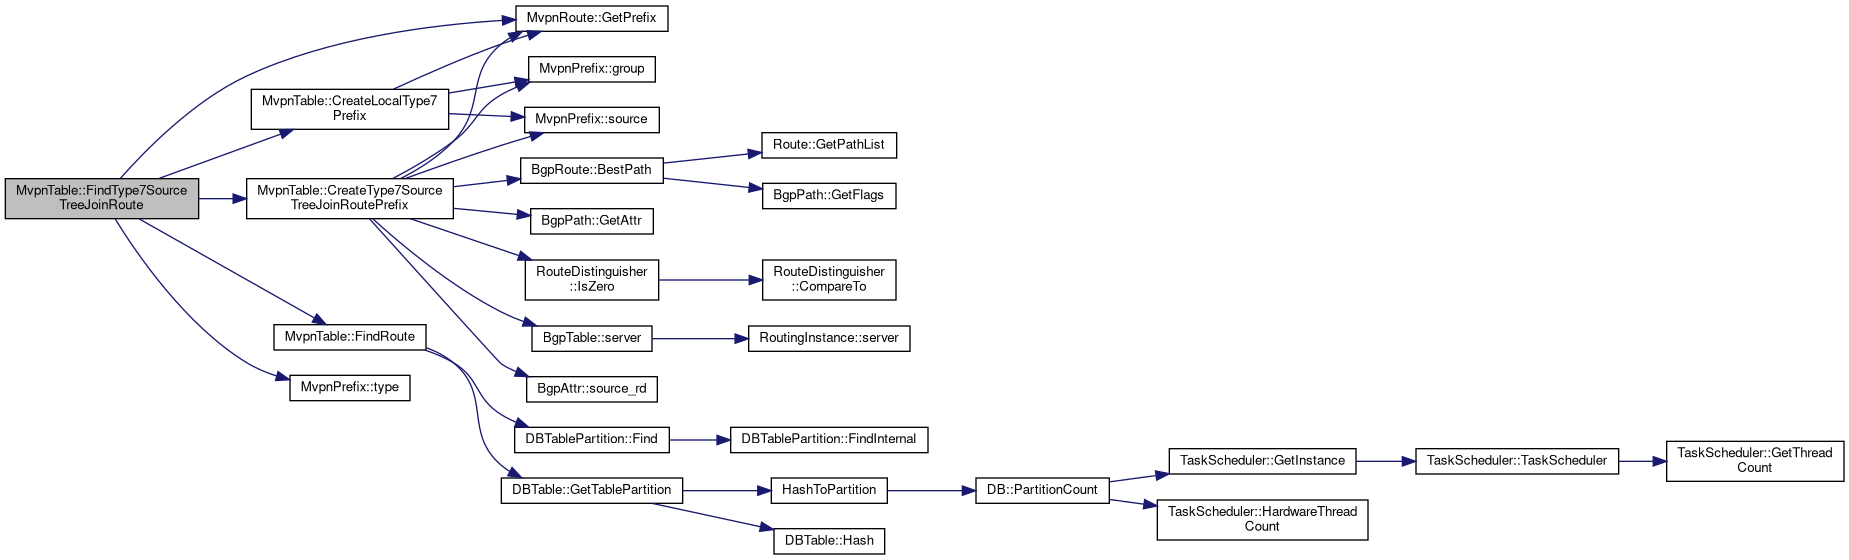 MvpnTable::FindType7Source
TreeJoinRoute
MvpnRoute::GetPrefix
MvpnTable::CreateLocalType7
Prefix
MvpnPrefix::group
MvpnPrefix::source
MvpnTable::CreateType7Source
TreeJoinRoutePrefix
BgpRoute::BestPath
Route::GetPathList
BgpPath::GetFlags
BgpPath::GetAttr
RouteDistinguisher
::IsZero
RouteDistinguisher
::CompareTo
BgpTable::server
RoutingInstance::server
BgpAttr::source_rd
MvpnTable::FindRoute
MvpnPrefix::type
DBTablePartition::Find
DBTablePartition::FindInternal
DBTable::GetTablePartition
HashToPartition
DB::PartitionCount
TaskScheduler::GetInstance
TaskScheduler::TaskScheduler
TaskScheduler::GetThread
Count
TaskScheduler::HardwareThread
Count
DBTable::Hash